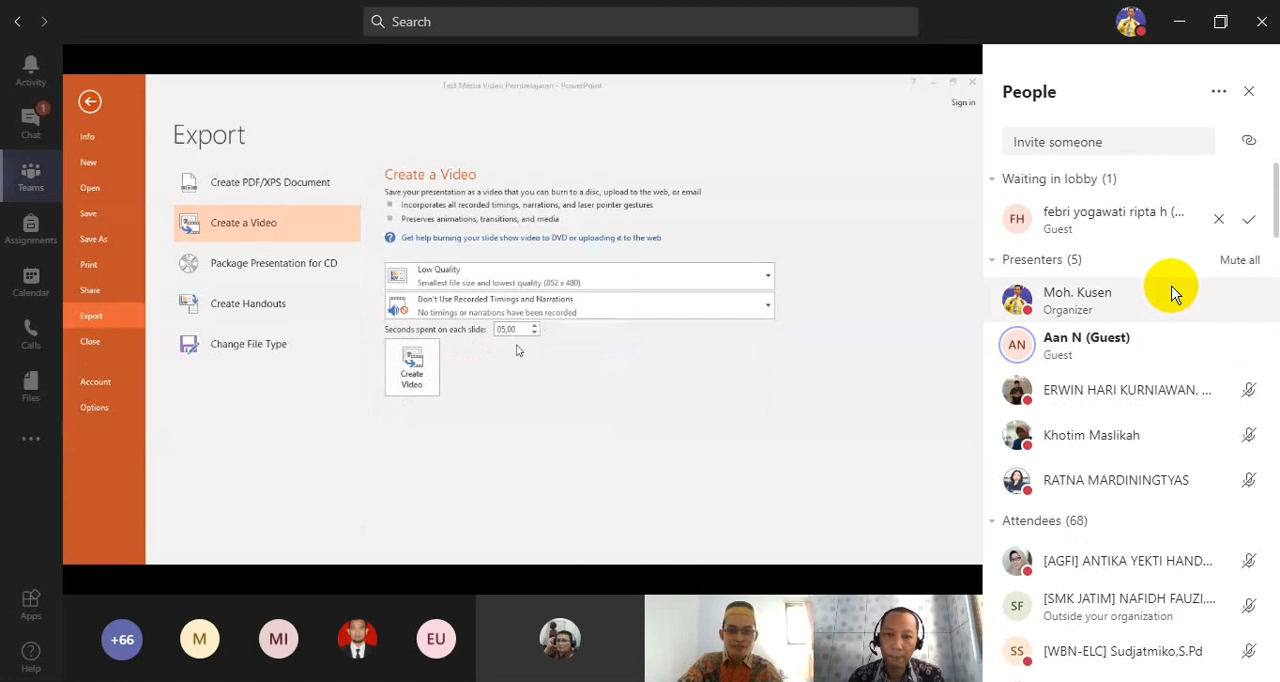 Search
Activity
1
Chat
Teams
Assignments
Calendar
Calls
Files
Apps
Help
Test Media Video Pembelajaran - PowerPoint
Sign in
Info
New
Open
Save
Save As
Print
Share
Export
Close
Account
Options
Export
Create PDF/XPS Document
Create a Video
Package Presentation for CD
Create Handouts
Change File Type
Create a Video
Save your presentation as a video that you can burn to a disc, upload to the web, or email
Incorporates all recorded timings, narrations, and laser pointer gestures
Preserves animations, transitions, and media
Get help burning your slide show video to DVD or uploading it to the web
Low Quality
Smallest file size and lowest quality (852 x 480)
Don't Use Recorded Timings and Narrations
No timings or narrations have been recorded
Seconds spent on each slide: 05,00
Create
Video
+66
M
MI
EU
People
Invite someone
Waiting in lobby (1)
FH
febri yogawati ripta h (...
Guest
Presenters (5)
Mute all
Moh. Kusen
Organizer
AN
Aan N (Guest)
Guest
ERWIN HARI KURNIAWAN, ...
Khotim Maslikah
RATNA MARDININGTYAS
Attendees (68)
[AGFI] ANTIKA YEKTI HAND...
SF
[SMK JATIM] NAFIDH FAUZI,...
Outside your organization
SS
[WBN-ELC] Sudjatmiko,S.Pd